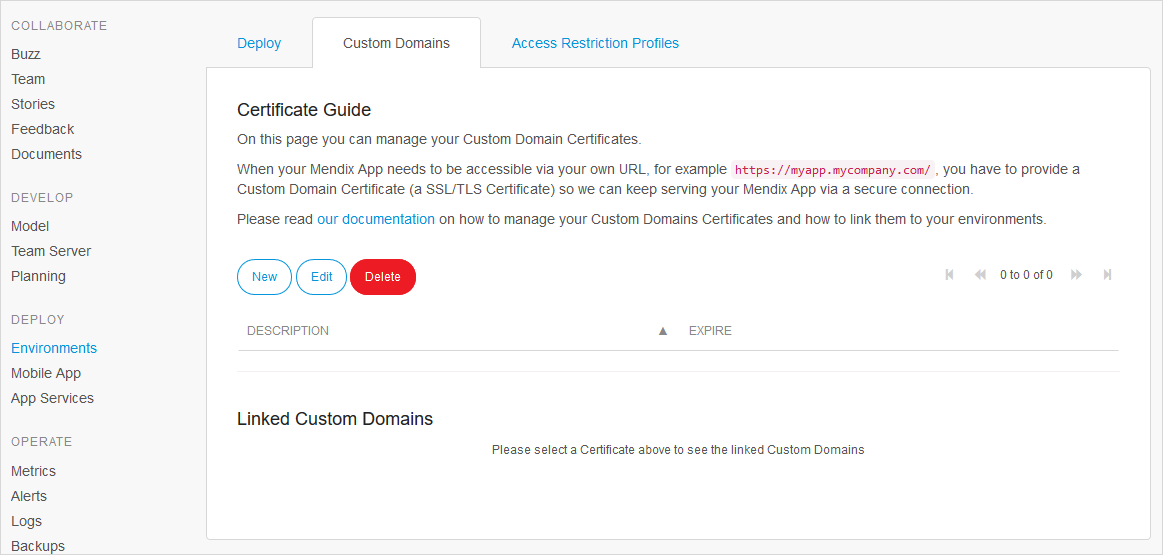 COLLABORATE
Buzz
Team
Stories
Feedback
Documents
DEVELOP
Model
Team Server
Planning
DEPLOY
Environments
Mobile App
App Services
OPERATE
Metrics
Alerts
Logs
Backups
Deploy Custom Domains Access Restriction Profiles
Certificate Guide
On this page you can manage your Custom Domain Certificates.
When your Mendix App needs to be accessible via your own URL, for example https://myapp.mycompany.com/, you have to provide a
Custom Domain Certificate (a SSL/TLS Certificate) so we can keep serving your Mendix App via a secure connection.
Please read our documentation on how to manage your Custom Domains Certificates and how to link them to your environments.
New Edit Delete 0 to 0 of 0
DESCRIPTION ▲ EXPIRE
Linked Custom Domains
Please select a Certificate above to see the linked Custom Domains